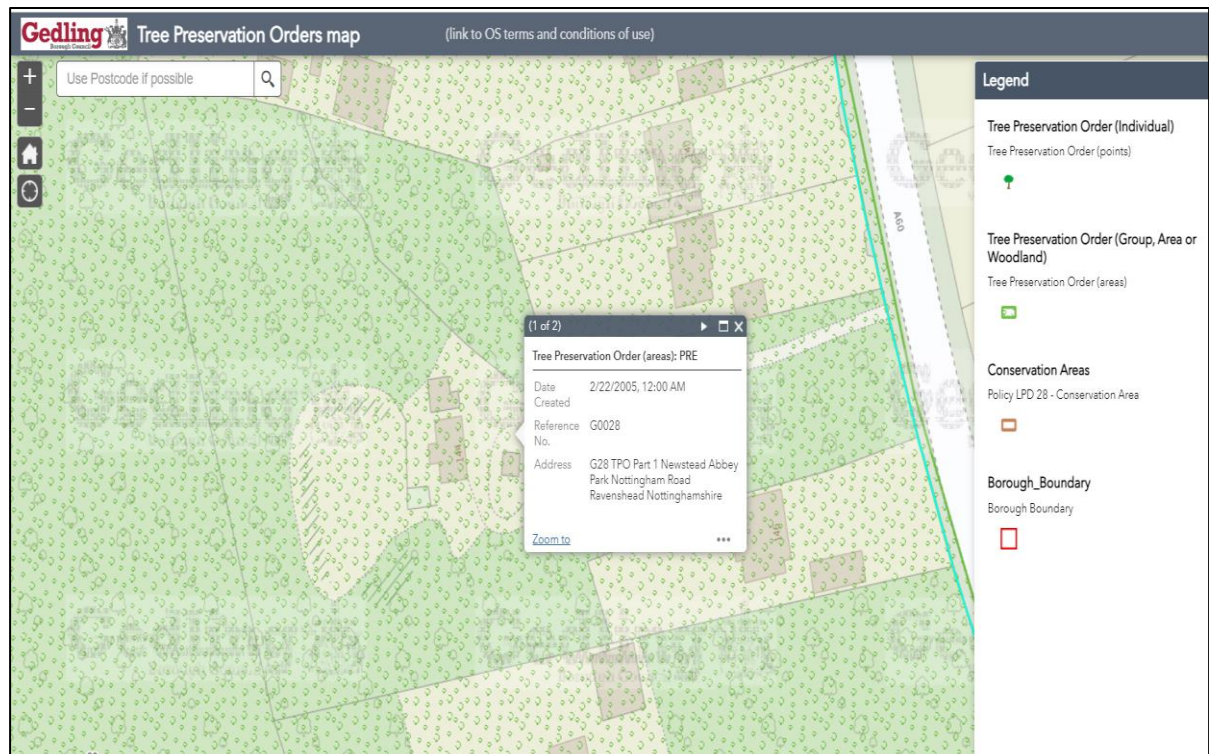 Gedling
Borough Council
Tree Preservation Orders map
(link to OS terms and conditions of use)
+
Use Postcode if possible
−
Legend
Tree Preservation Order (Individual)
Tree Preservation Order (points)
Tree Preservation Order (Group, Area or
Woodland)
Tree Preservation Order (areas)
Conservation Areas
Policy LPD 28 - Conservation Area
Borough_Boundary
Borough Boundary
A60
(1 of 2)
Tree Preservation Order (areas): PRE
Date
Created
2/22/2005, 12:00 AM
Reference
No.
G0028
Address
G28 TPO Part 1 Newstead Abbey
Park Nottingham Road
Ravenshead Nottinghamshire
Zoom to